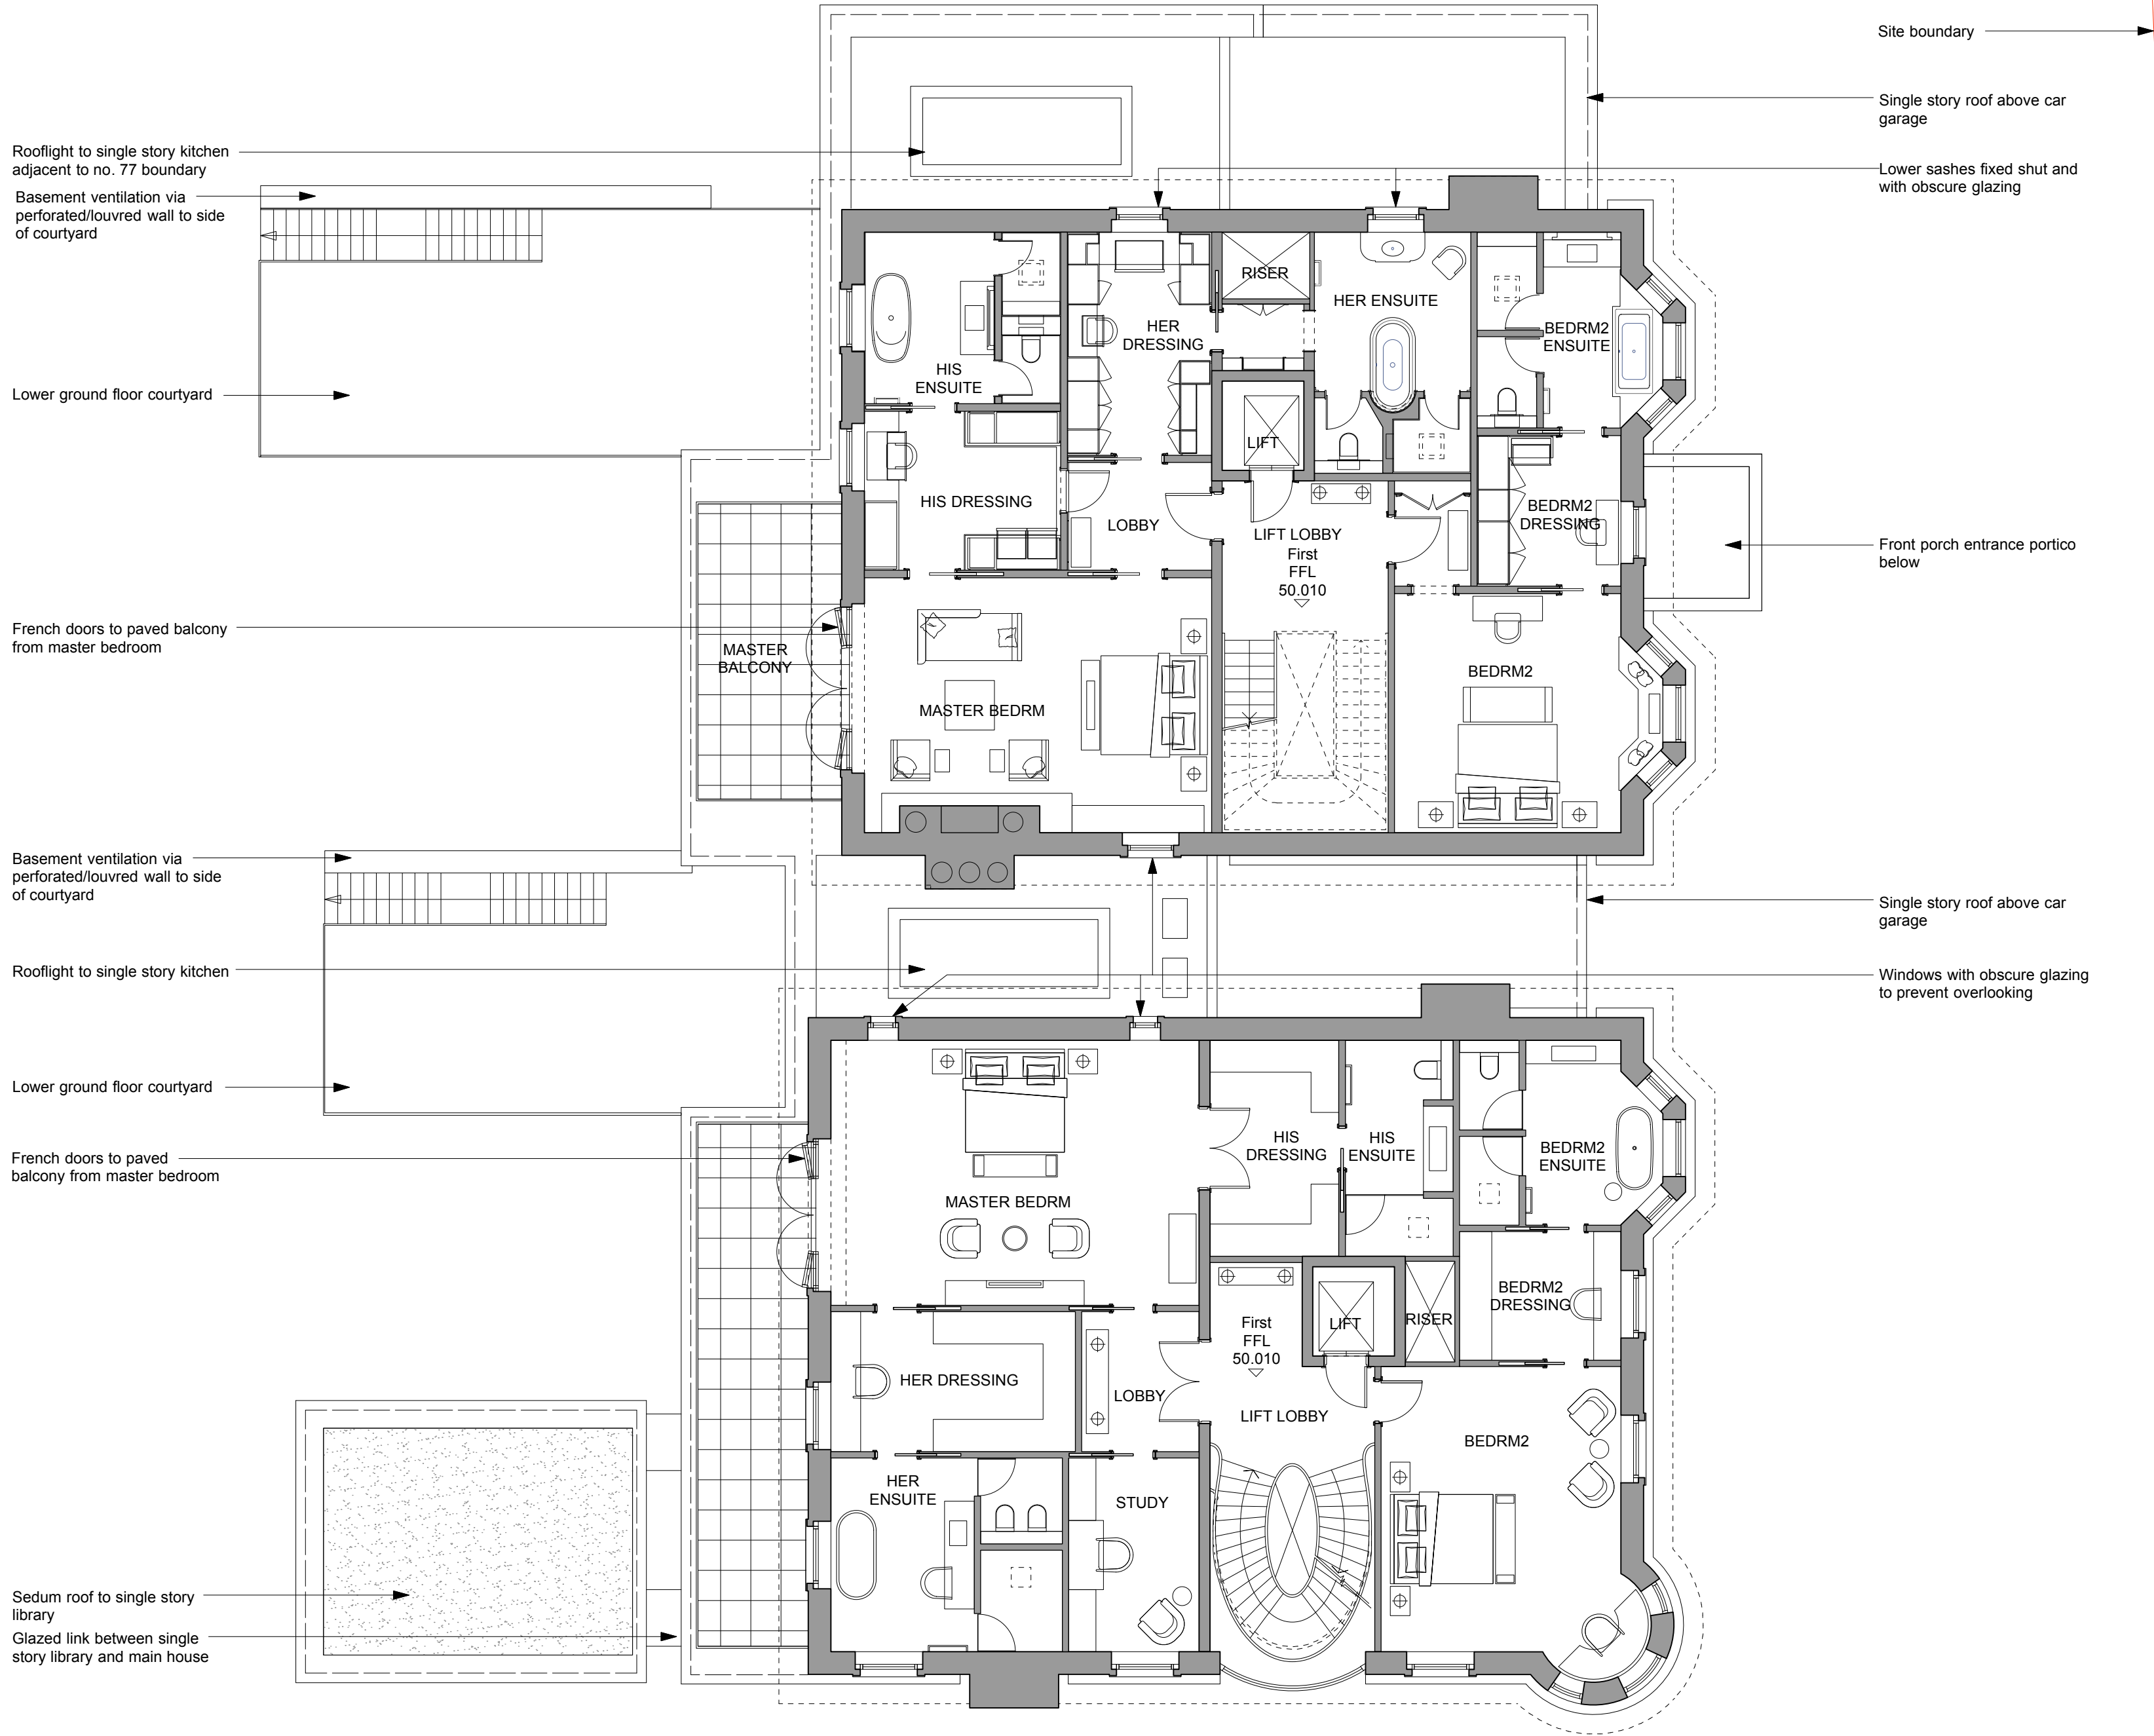 Site boundary
Single story roof above car
garage
Rooflight to single story kitchen
adjacent to no. 77 boundary
Lower sashes fixed shut and
with obscure glazing
Basement ventilation via
perforated/louvred wall to side
of courtyard
RISER
HER ENSUITE
HER
DRESSING
BEDRM2
ENSUITE
HIS
ENSUITE
Lower ground floor courtyard
LIFT
HIS DRESSING
LOBBY
BEDRM2
DRESSING
LIFT LOBBY
First
FFL
50.010
Front porch entrance portico
below
French doors to paved balcony
from master bedroom
MASTER
BALCONY
BEDRM2
MASTER BEDRM
Basement ventilation via
perforated/louvred wall to side
of courtyard
Single story roof above car
garage
Rooflight to single story kitchen
Windows with obscure glazing
to prevent overlooking
Lower ground floor courtyard
HIS
DRESSING
HIS
ENSUITE
BEDRM2
ENSUITE
French doors to paved
balcony from master bedroom
MASTER BEDRM
BEDRM2
DRESSING
First
FFL
50.010
LIFT
RISER
HER DRESSING
LOBBY
LIFT LOBBY
BEDRM2
HER
ENSUITE
STUDY
Sedum roof to single story
library
Glazed link between single
story library and main house